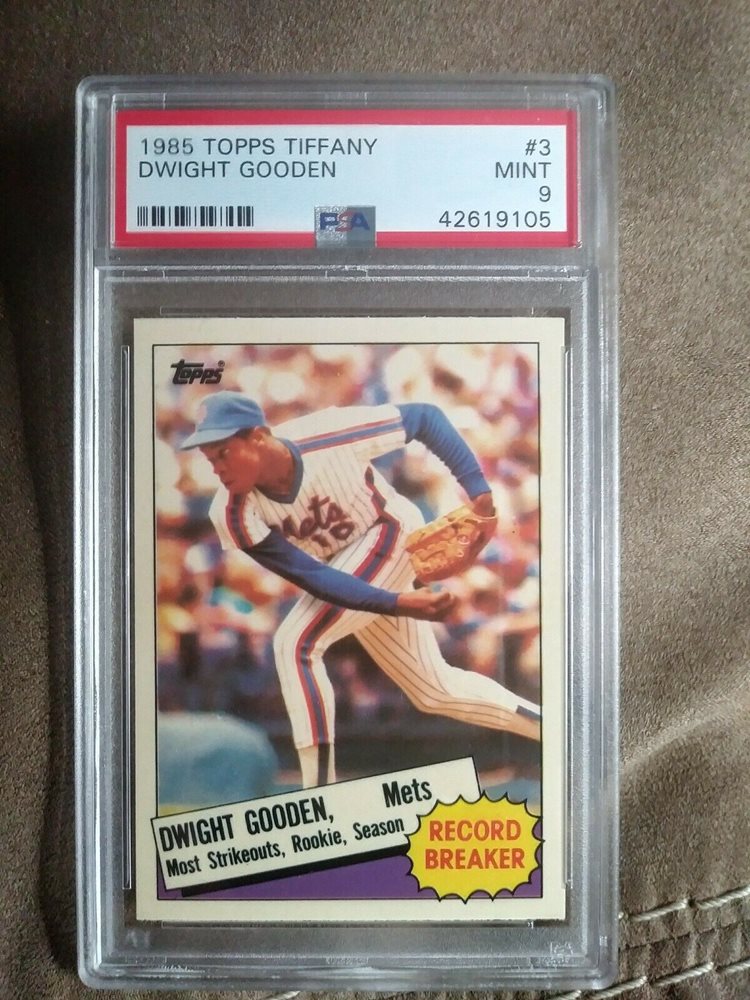 1985 TOPPS TIFFANY #3
DWIGHT GOODEN MINT
9
PSA 42619105
Topps®
Mets
16
DWIGHT GOODEN, Mets
Most Strikeouts, Rookie, Season
RECORD
BREAKER